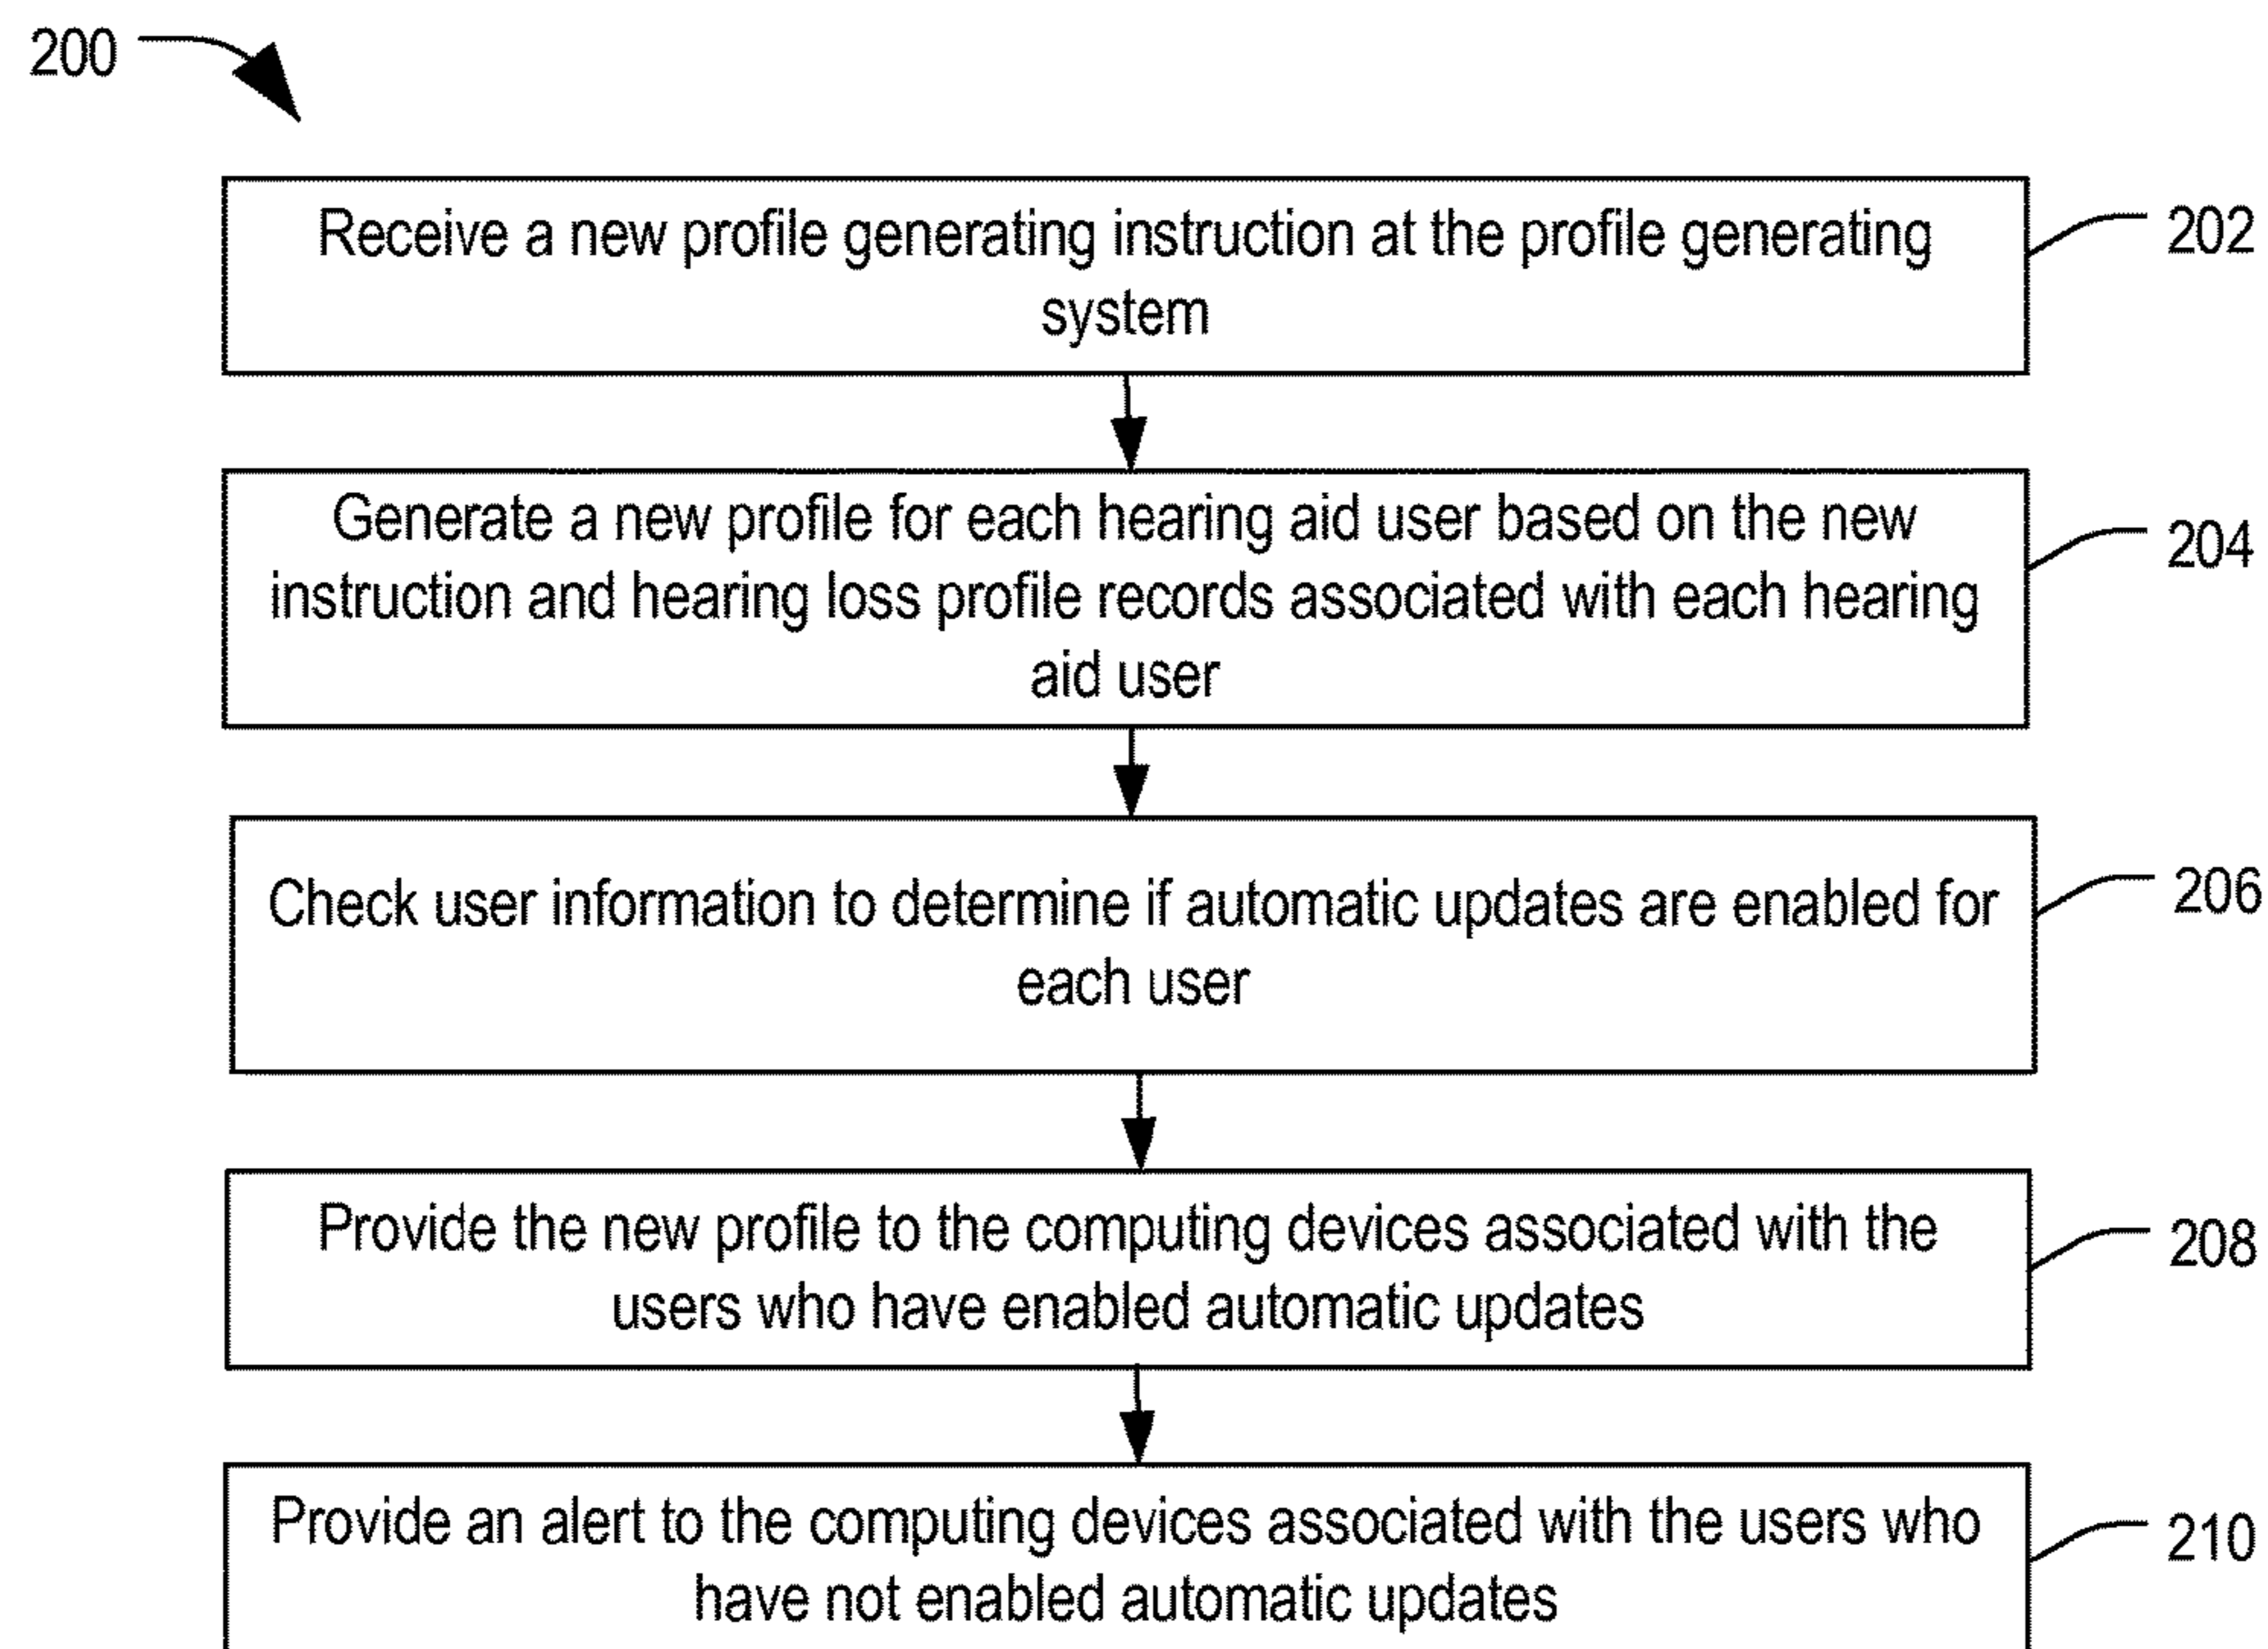 200
Receive a new profile generating instruction at the profile generating
system
202
Generate a new profile for each hearing aid user based on the new
instruction and hearing loss profile records associated with each hearing
aid user
204
Check user information to determine if automatic updates are enabled for
each user
206
Provide the new profile to the computing devices associated with the
users who have enabled automatic updates
208
Provide an alert to the computing devices associated with the users who
have not enabled automatic updates
210